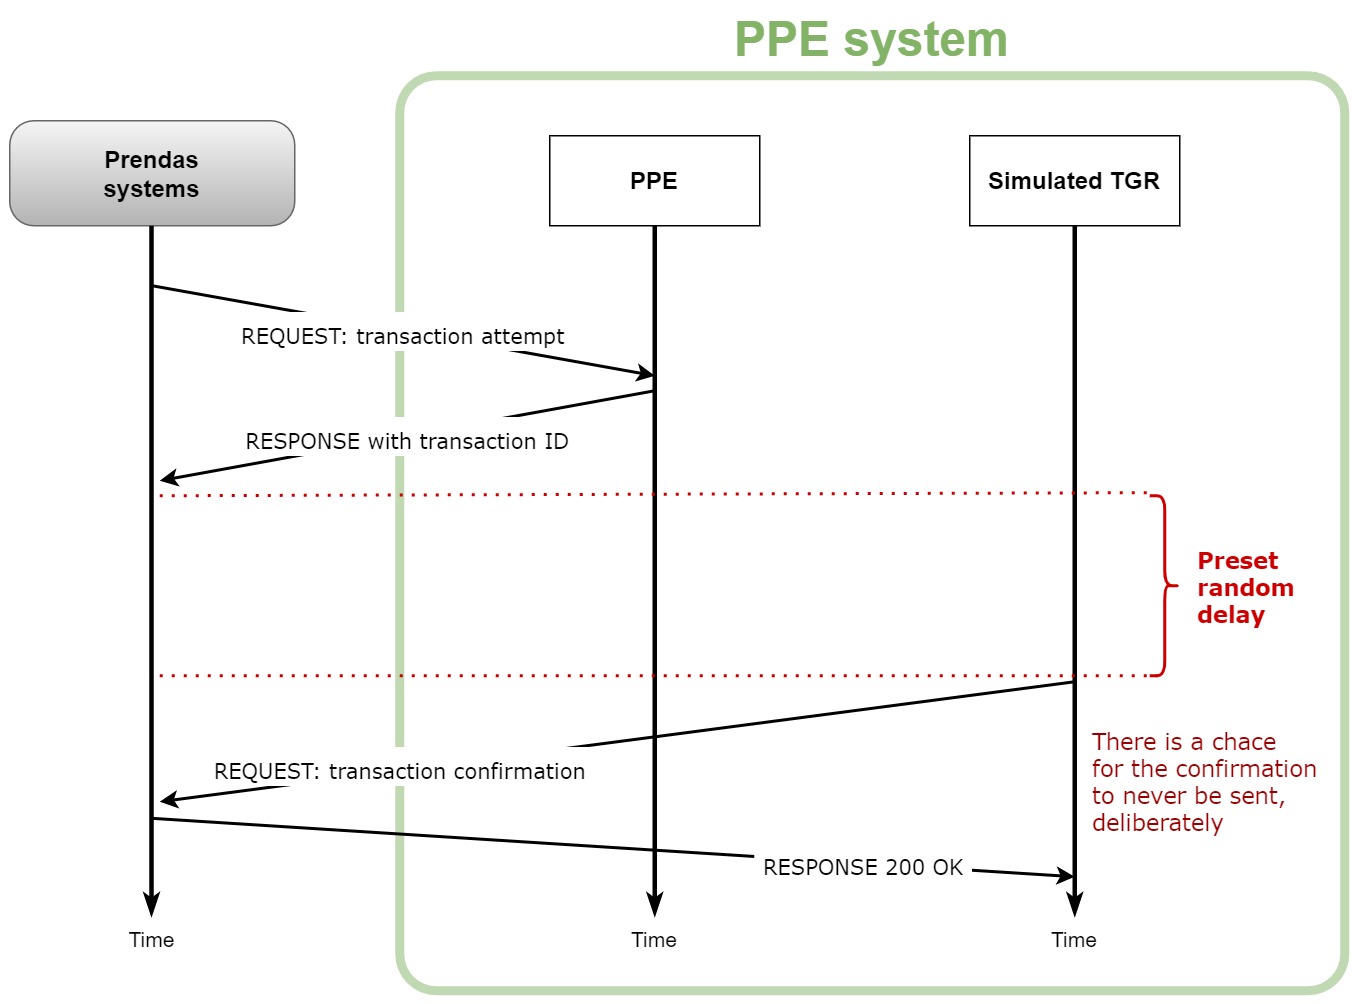 PPE system
Prendas
systems
PPE
Simulated TGR
REQUEST: transaction attempt
RESPONSE with transaction ID
Preset
random
delay
There is a chace
for the confirmation
to never be sent,
deliberately
REQUEST: transaction confirmation
RESPONSE 200 OK
Time
Time
Time